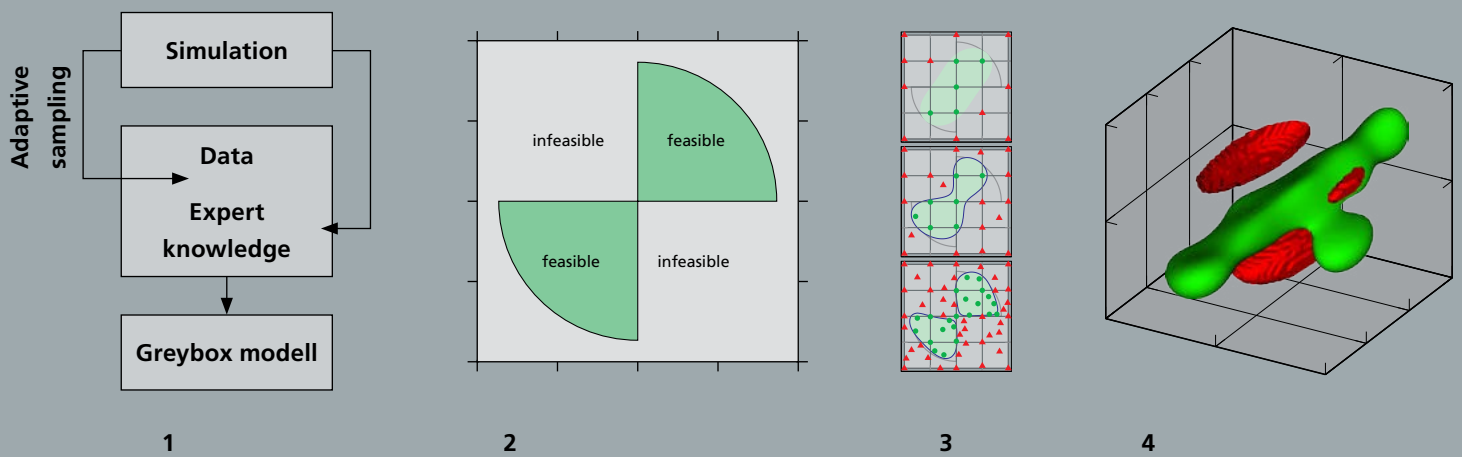 Adaptive
sampling
Simulation
Data
Expert
knowledge
Greybox modell
infeasible
feasible
feasible
infeasible
1
2
3
4